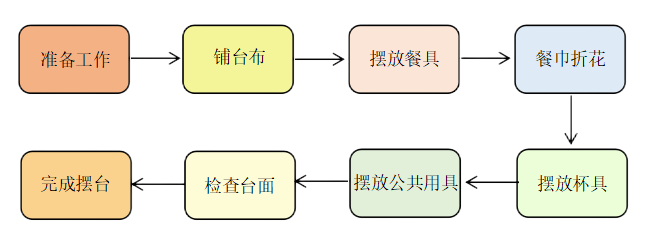 准备工作
铺台布
摆放餐具
餐巾折花
摆放杯具
摆放公共用具
检查台面
完成摆台